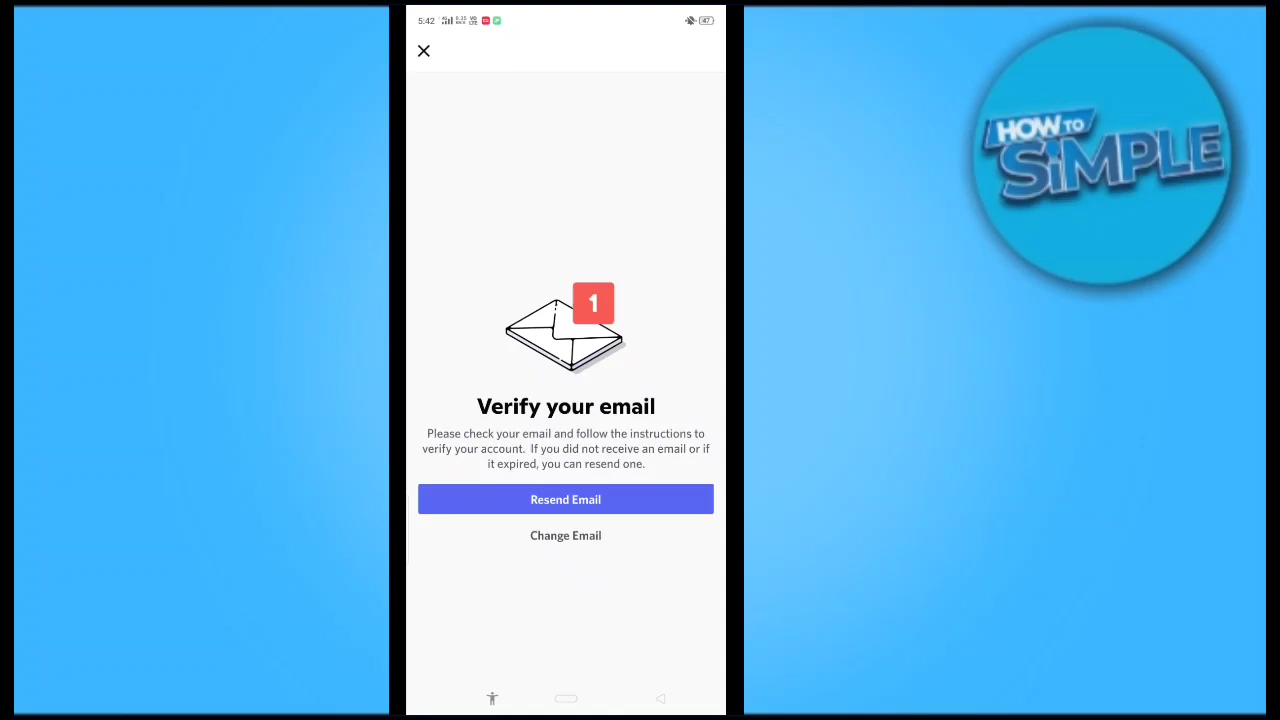 5:42
47
HOW TO
SiMPLE
1
Verify your email
Please check your email and follow the instructions to
verify your account. If you did not receive an email or if
it expired, you can resend one.
Resend Email
Change Email